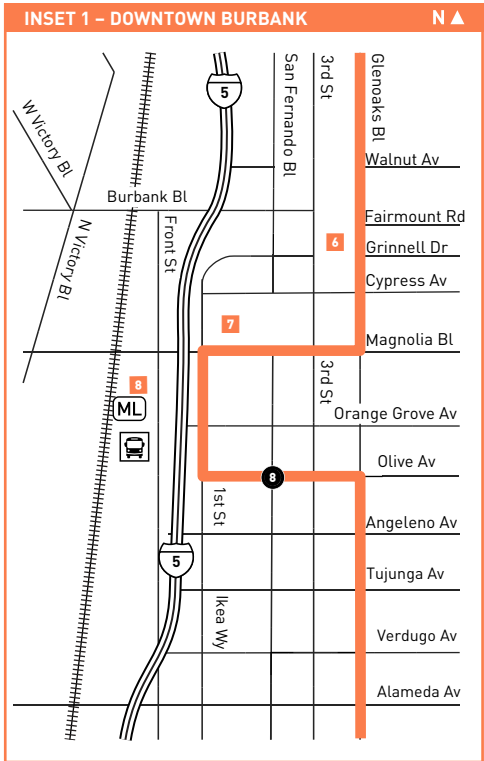 INSET 1 – DOWNTOWN BURBANK
N
5
San Fernando Bl
3rd St
Glenoaks Bl
W Victory Bl
Walnut Av
Burbank Bl
Fairmount Rd
N Victory Bl
Front St
6
Grinnell Dr
Cypress Av
7
Magnolia Bl
8
3rd St
ML
Orange Grove Av
Olive Av
8
1st St
Angeleno Av
5
Tujunga Av
Ikea Wy
Verdugo Av
Alameda Av